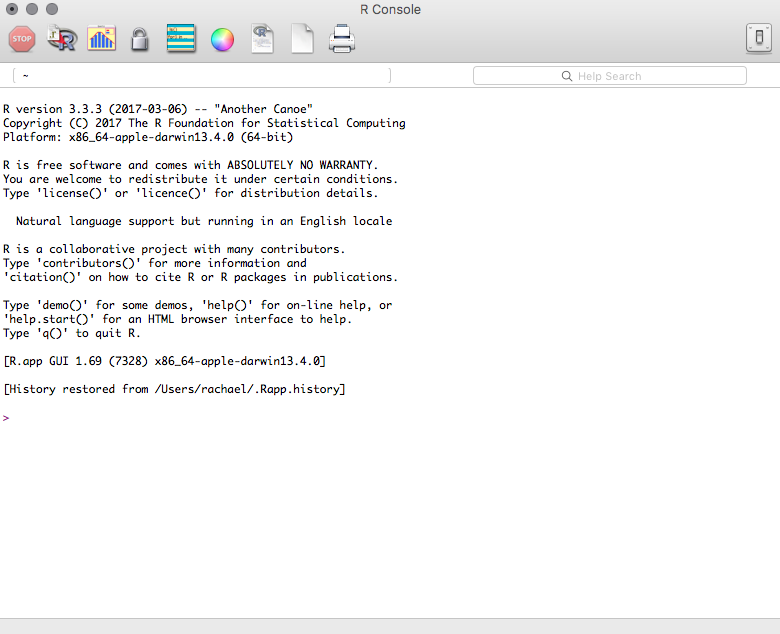 R Console
STOP
R
R
~
Help Search
R version 3.3.3 (2017-03-06) -- "Another Canoe"
Copyright (C) 2017 The R Foundation for Statistical Computing
Platform: x86_64-apple-darwin13.4.0 (64-bit)
R is free software and comes with ABSOLUTELY NO WARRANTY.
You are welcome to redistribute it under certain conditions.
Type 'license()' or 'licence()' for distribution details.
Natural language support but running in an English locale
R is a collaborative project with many contributors.
Type 'contributors()' for more information and
'citation()' on how to cite R or R packages in publications.
Type 'demo()' for some demos, 'help()' for on-line help, or
'help.start()' for an HTML browser interface to help.
Type 'q()' to quit R.
[R.app GUI 1.69 (7328) x86_64-apple-darwin13.4.0]
[History restored from /Users/rachael/.Rapp.history]
>